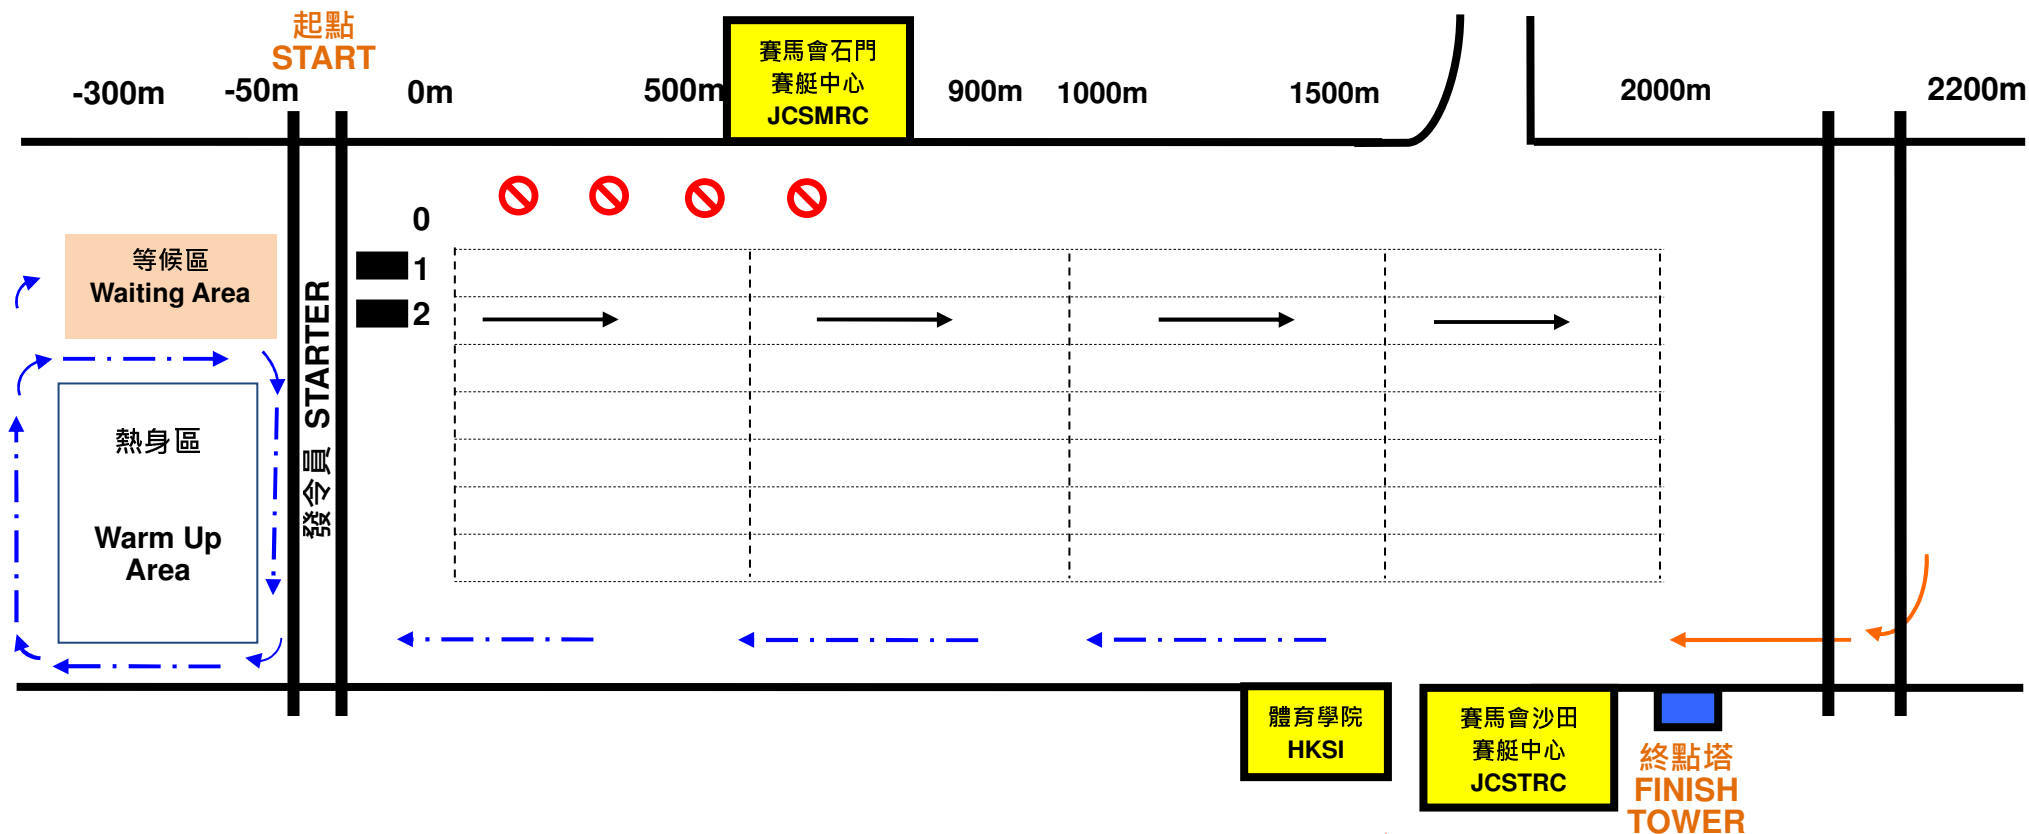 起點
START
-300m
-50m
0m
500m
賽馬會石門
賽艇中心
JCSMRC
900m
1000m
1500m
2000m
2200m
0
1
2
等候區
Waiting Area
發令員 STARTER
熱身區
Warm Up
Area
體育學院
HKSI
賽馬會沙田
賽艇中心
JCSTRC
終點塔
FINISH
TOWER